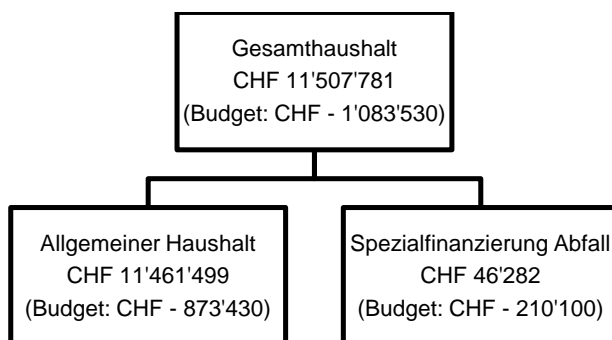 Gesamthaushalt
CHF 11'507'781
(Budget: CHF - 1'083'530)
Allgemeiner Haushalt
CHF 11'461'499
(Budget: CHF - 873'430)
Spezialfinanzierung Abfall
CHF 46'282
(Budget: CHF - 210'100)